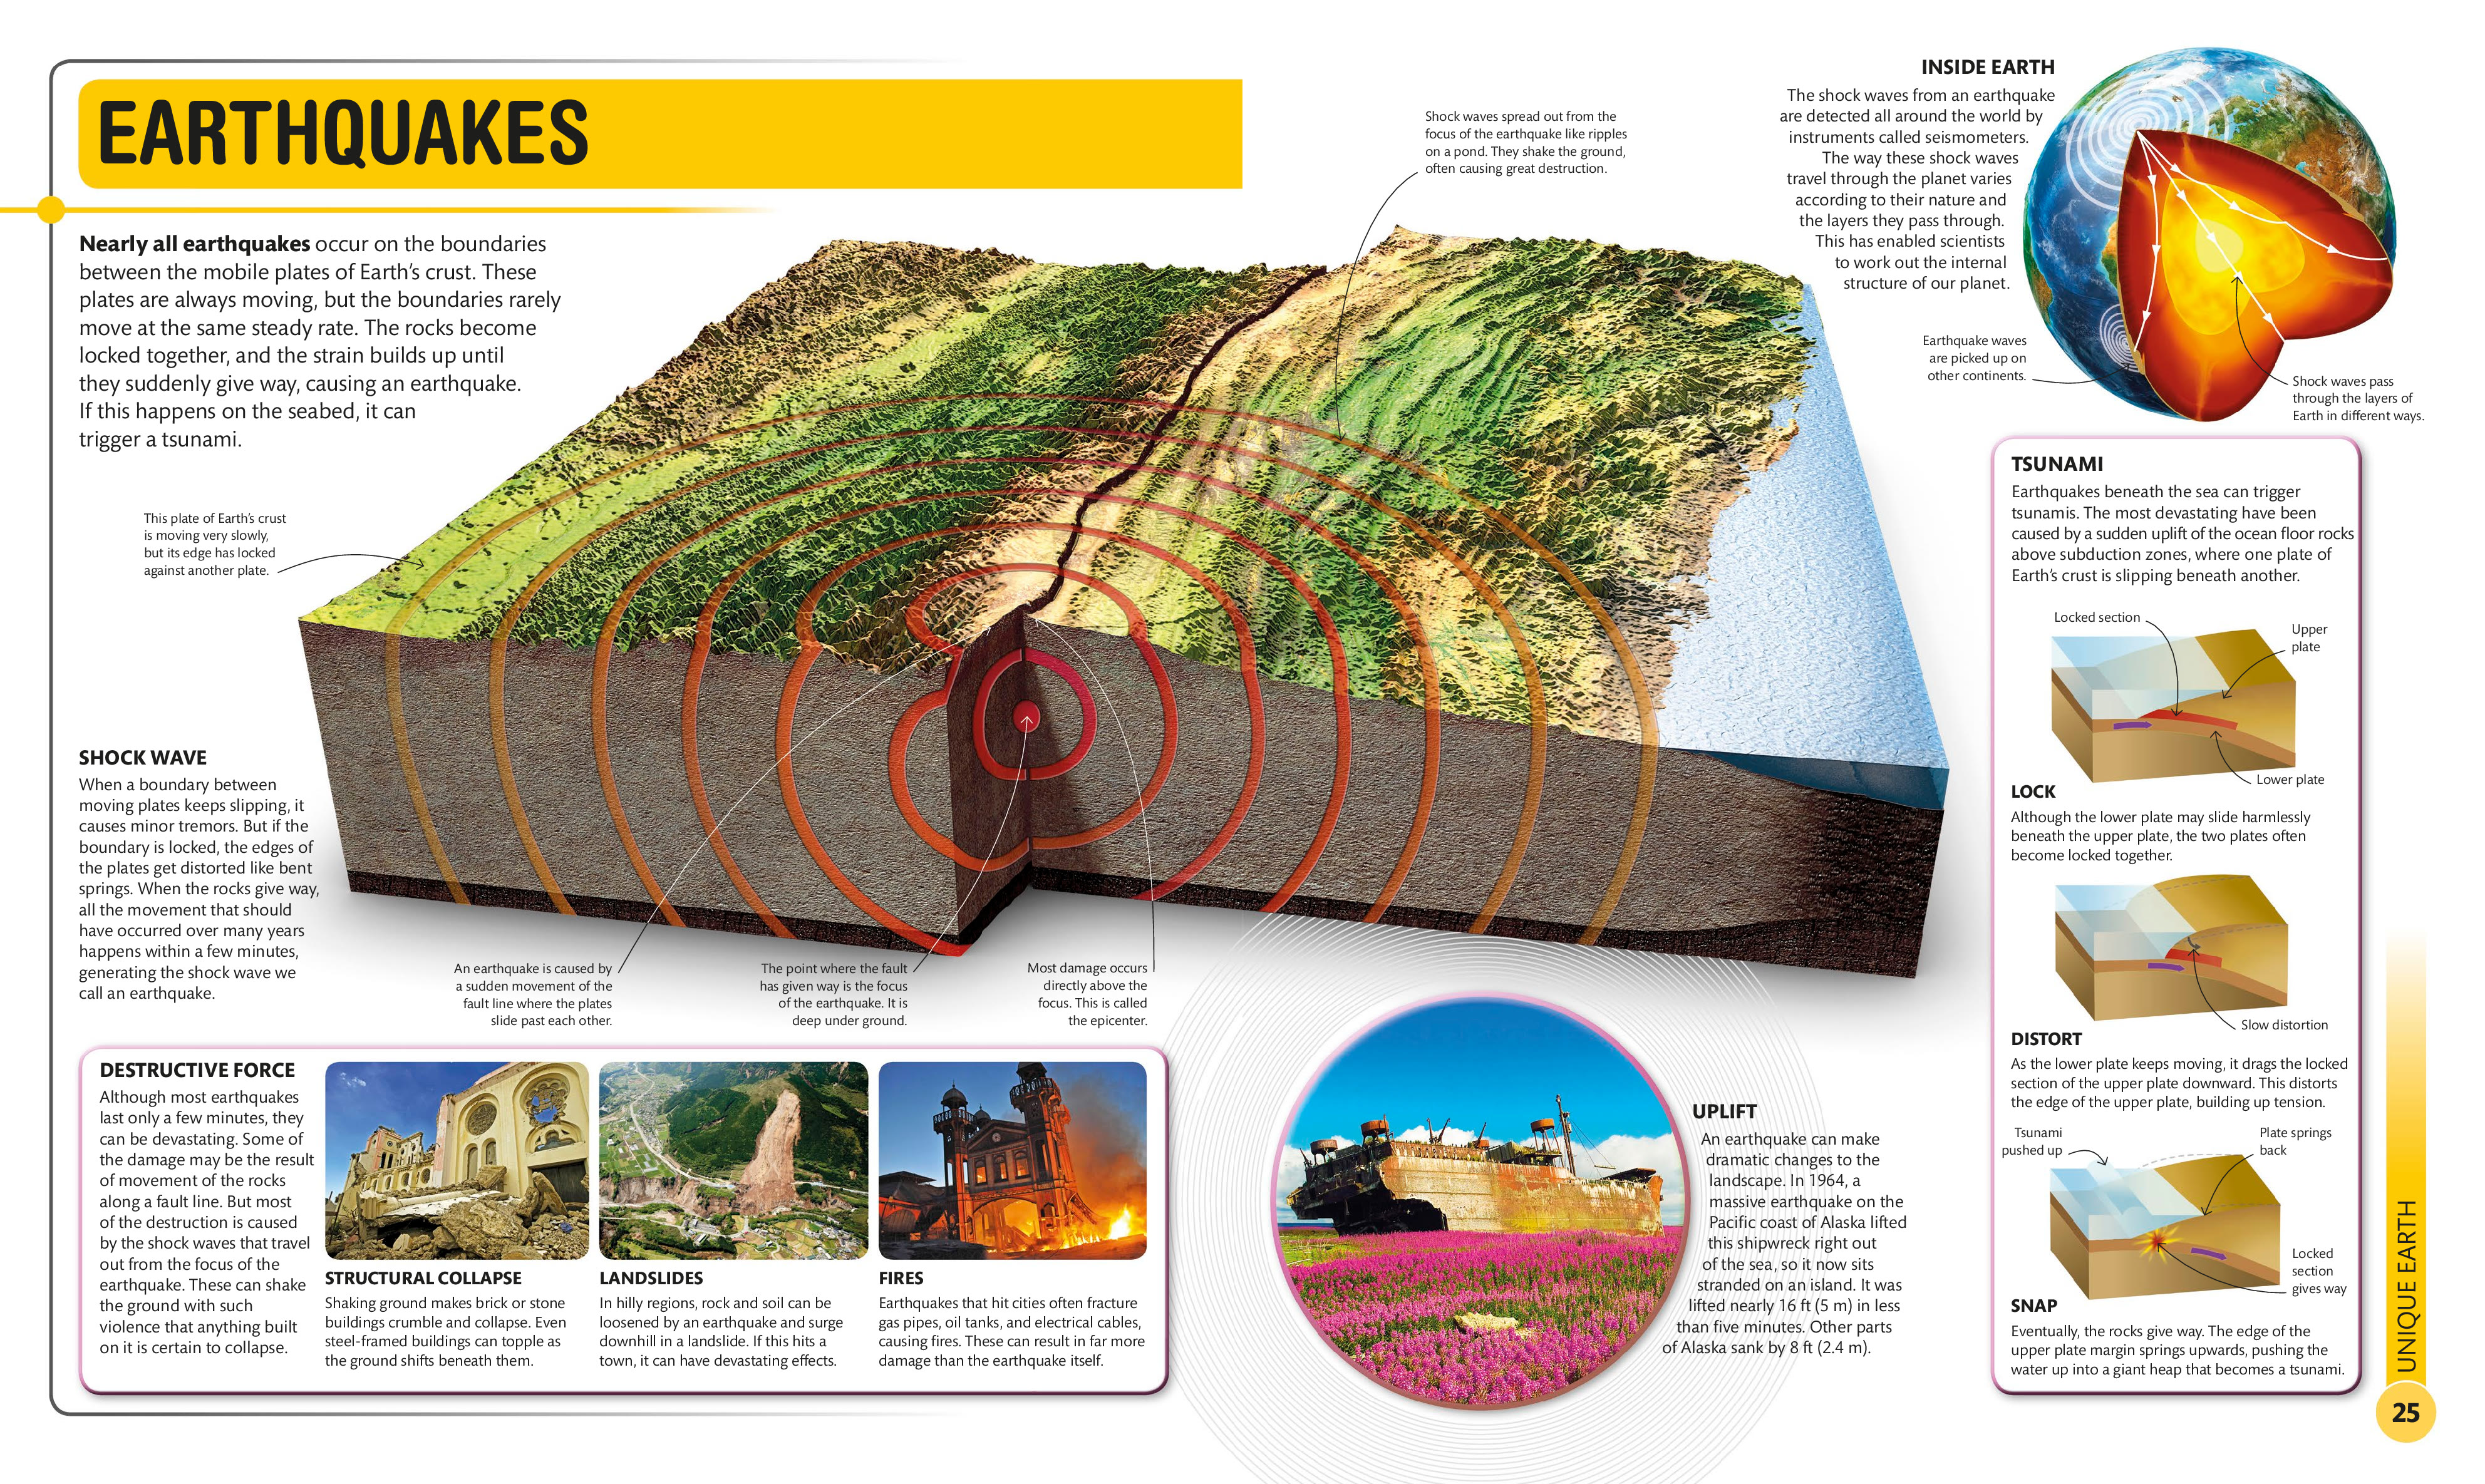 EARTHQUAKES
Nearly all earthquakes occur on the boundaries
between the mobile plates of Earth’s crust. These
plates are always moving, but the boundaries rarely
move at the same steady rate. The rocks become
locked together, and the strain builds up until
they suddenly give way, causing an earthquake.
If this happens on the seabed, it can
trigger a tsunami.
This plate of Earth’s crust
is moving very slowly,
but its edge has locked
against another plate.
Shock waves spread out from the
focus of the earthquake like ripples
on a pond. They shake the ground,
often causing great destruction.
SHOCK WAVE
When a boundary between
moving plates keeps slipping, it
causes minor tremors. But if the
boundary is locked, the edges of
the plates get distorted like bent
springs. When the rocks give way,
all the movement that should
have occurred over many years
happens within a few minutes,
generating the shock wave we
call an earthquake.
An earthquake is caused by
a sudden movement of the
fault line where the plates
slide past each other.
The point where the fault
has given way is the focus
of the earthquake. It is
deep under ground.
Most damage occurs
directly above the
focus. This is called
the epicenter.
DESTRUCTIVE FORCE
Although most earthquakes
last only a few minutes, they
can be devastating. Some of
the damage may be the result
of movement of the rocks
along a fault line. But most
of the destruction is caused
by the shock waves that travel
out from the focus of the
earthquake. These can shake
the ground with such
violence that anything built
on it is certain to collapse.
STRUCTURAL COLLAPSE
Shaking ground makes brick or stone
buildings crumble and collapse. Even
steel-framed buildings can topple as
the ground shifts beneath them.
LANDSLIDES
In hilly regions, rock and soil can be
loosened by an earthquake and surge
downhill in a landslide. If this hits a
town, it can have devastating effects.
FIRES
Earthquakes that hit cities often fracture
gas pipes, oil tanks, and electrical cables,
causing fires. These can result in far more
damage than the earthquake itself.
UPLIFT
An earthquake can make
dramatic changes to the
landscape. In 1964, a
massive earthquake on the
Pacific coast of Alaska lifted
this shipwreck right out
of the sea, so it now sits
stranded on an island. It was
lifted nearly 16 ft (5 m) in less
than five minutes. Other parts
of Alaska sank by 8 ft (2.4 m).
INSIDE EARTH
The shock waves from an earthquake
are detected all around the world by
instruments called seismometers.
The way these shock waves
travel through the planet varies
according to their nature and
the layers they pass through.
This has enabled scientists
to work out the internal
structure of our planet.
Earthquake waves
are picked up on
other continents.
Shock waves pass
through the layers of
Earth in different ways.
TSUNAMI
Earthquakes beneath the sea can trigger
tsunamis. The most devastating have been
caused by a sudden uplift of the ocean floor rocks
above subduction zones, where one plate of
Earth’s crust is slipping beneath another.
Locked section
Upper
plate
Lower plate
LOCK
Although the lower plate may slide harmlessly
beneath the upper plate, the two plates often
become locked together.
Slow distortion
DISTORT
As the lower plate keeps moving, it drags the locked
section of the upper plate downward. This distorts
the edge of the upper plate, building up tension.
Tsunami
pushed up
Plate springs
back
Locked
section
gives way
SNAP
Eventually, the rocks give way. The edge of the
upper plate margin springs upwards, pushing the
water up into a giant heap that becomes a tsunami.
UNIQUE EARTH
25